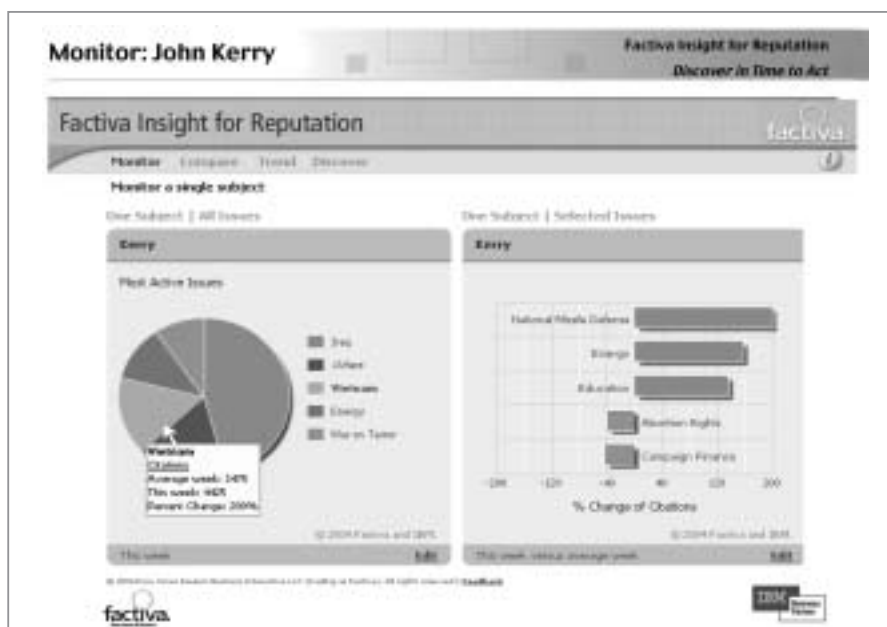 Monitor: John Kerry
Factiva Insight for Reputation
Discover in Time to Act
Factiva Insight for Reputation
factiva
Monitor Compare Trend Discover
Monitor a single subject
One Subject | All Issues
One Subject | Selected Issues
Kerry
Kerry
Most Active Issues
Iraq
Vietnam
Energy
War on Terror
Vietnam
Citations
Average week:
This week:
Percent Change: 200%
National Missile Defense
Energy
Education
Abortion Rights
Campaign Finance
-200 -120 -40 40 120 200
% Change of Citations
© 2004 Factiva and IBM
© 2004 Factiva and IBM
This week
Edit
This week versus average week
Edit
Feedback
factiva.
IBM
Business
Partner